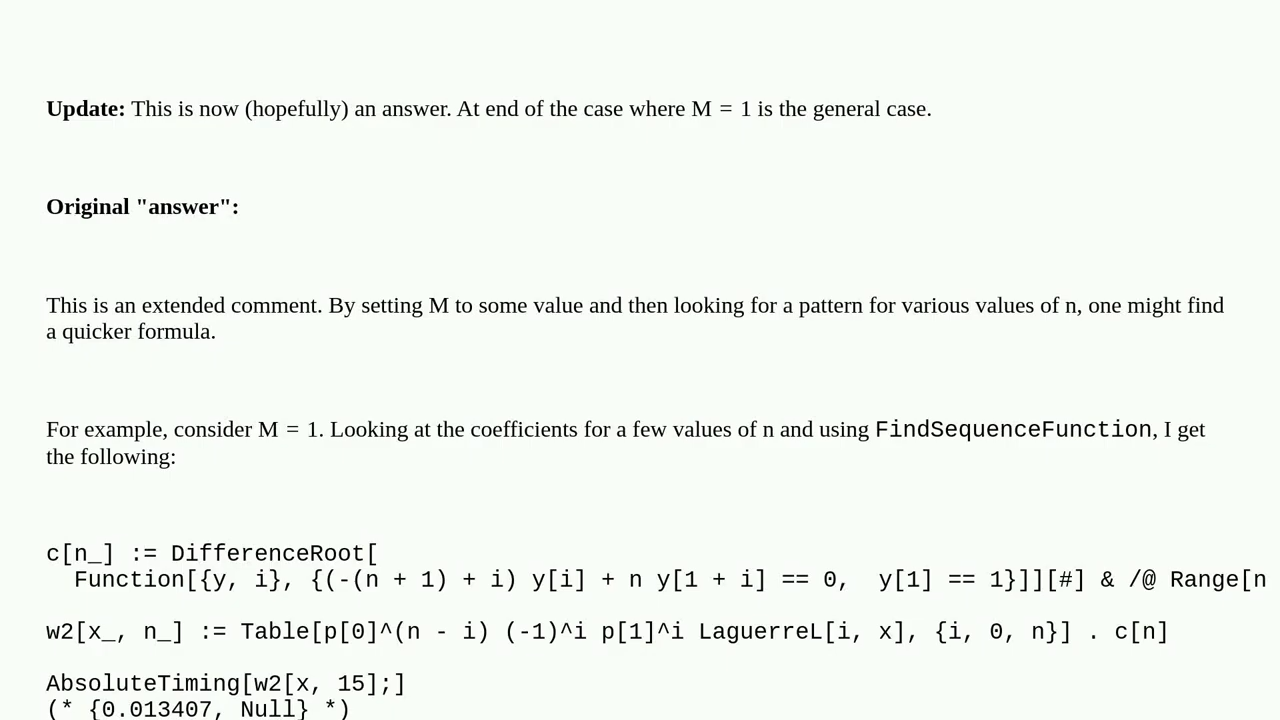 Update: This is now (hopefully) an answer. At end of the case where M = 1 is the general case.
Original "answer":
This is an extended comment. By setting M to some value and then looking for a pattern for various values of n, one might find
a quicker formula.
For example, consider M = 1. Looking at the coefficients for a few values of n and using FindSequenceFunction, I get
the following:
c[n_] := DifferenceRoot[
  Function[{y, i}, {(-(n + 1) + i) y[i] + n y[1 + i] == 0,  y[1] == 1}]][#] & /@ Range[n
w2[x_, n_] := Table[p[0]^(n - i) (-1)^i p[1]^i LaguerreL[i, x], {i, 0, n}] . c[n]
AbsoluteTiming[w2[x, 15];]
(* {0.013407, Null} *)